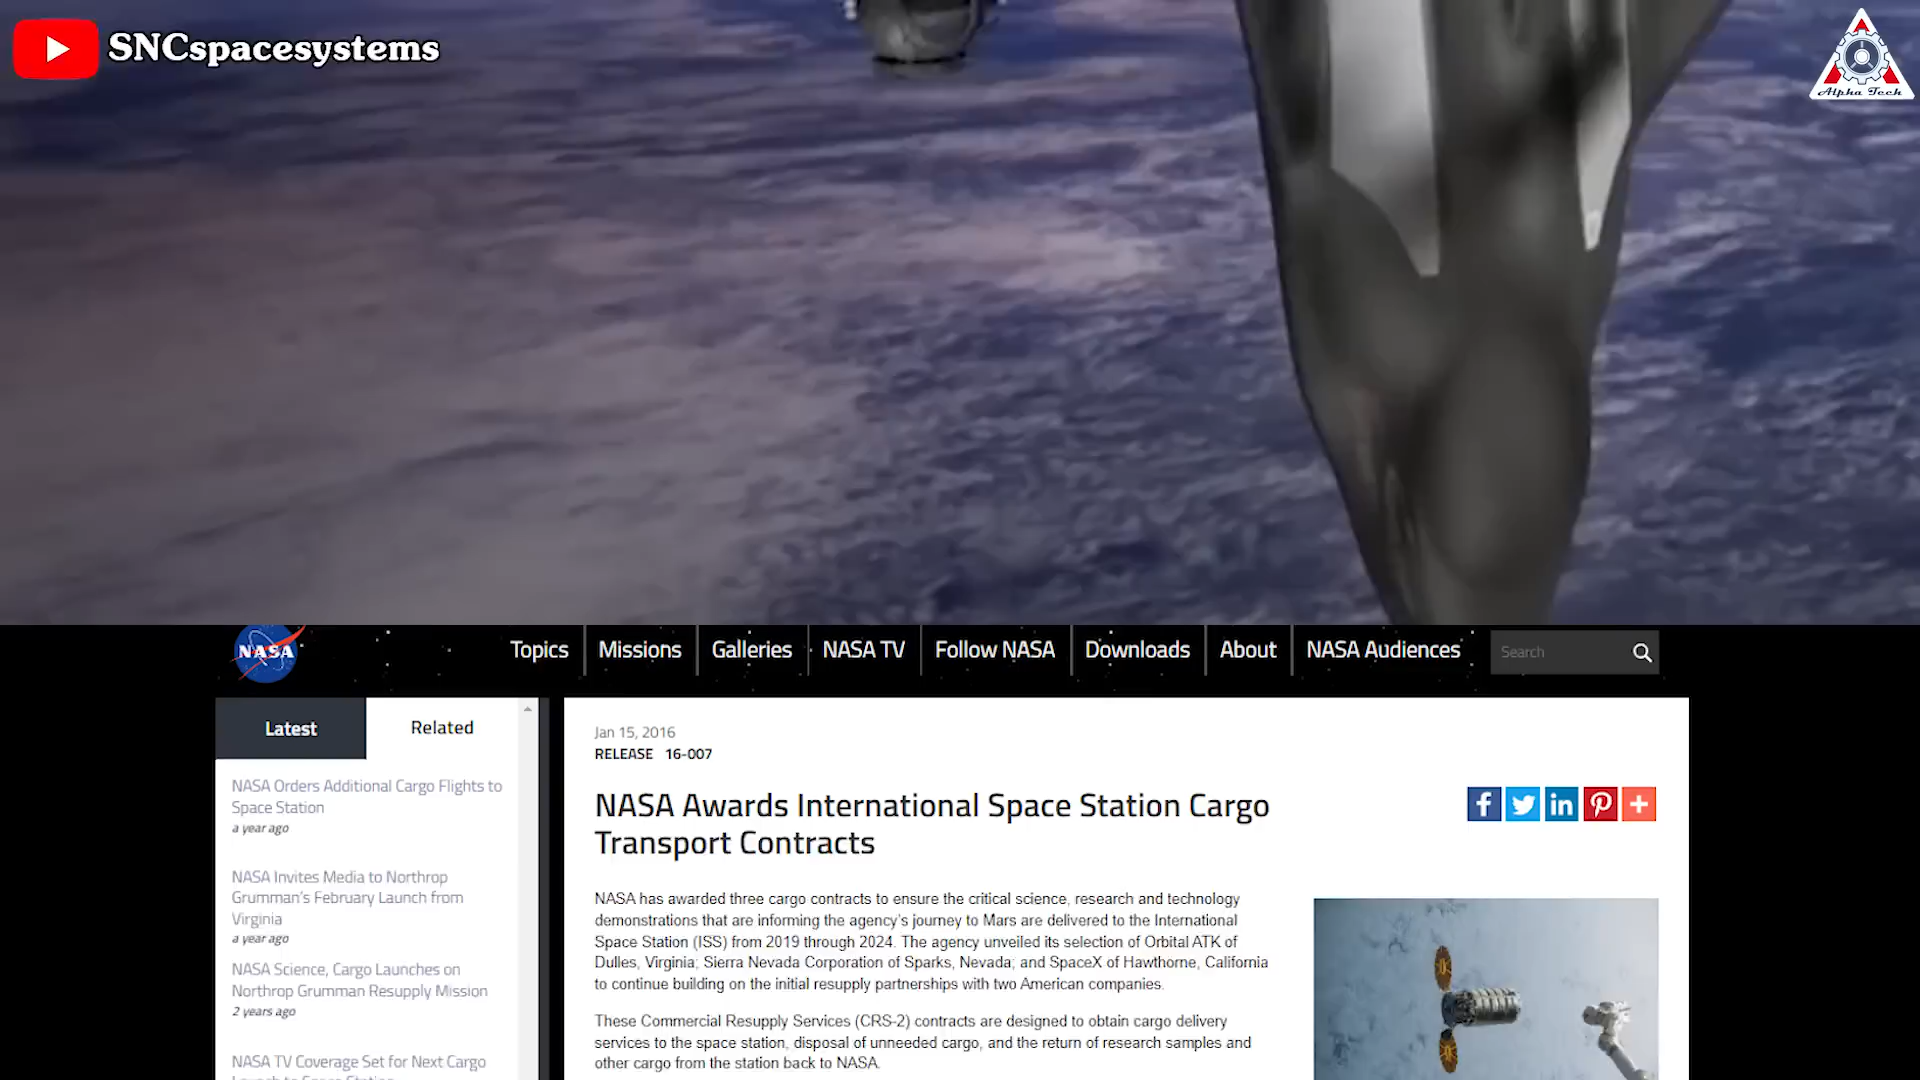 SNCspacesystems
Alpha Tech
NASA
Topics
Missions
Galleries
NASA TV
Follow NASA
Downloads
About
NASA Audiences
Search
Latest
Related
NASA Orders Additional Cargo Flights to
Space Station
a year ago
NASA Invites Media to Northrop
Grumman's February Launch from
Virginia
a year ago
NASA Science, Cargo Launches on
Northrop Grumman Resupply Mission
2 years ago
NASA TV Coverage Set for Next Cargo
Launch to Space Station
Jan 15, 2016
RELEASE 16-007
NASA Awards International Space Station Cargo
Transport Contracts
NASA has awarded three cargo contracts to ensure the critical science, research and technology
demonstrations that are informing the agency's journey to Mars are delivered to the International
Space Station (ISS) from 2019 through 2024. The agency unveiled its selection of Orbital ATK of
Dulles, Virginia; Sierra Nevada Corporation of Sparks, Nevada; and SpaceX of Hawthorne, California
to continue building on the initial resupply partnerships with two American companies.
These Commercial Resupply Services (CRS-2) contracts are designed to obtain cargo delivery
services to the space station, disposal of unneeded cargo, and the return of research samples and
other cargo from the station back to NASA.